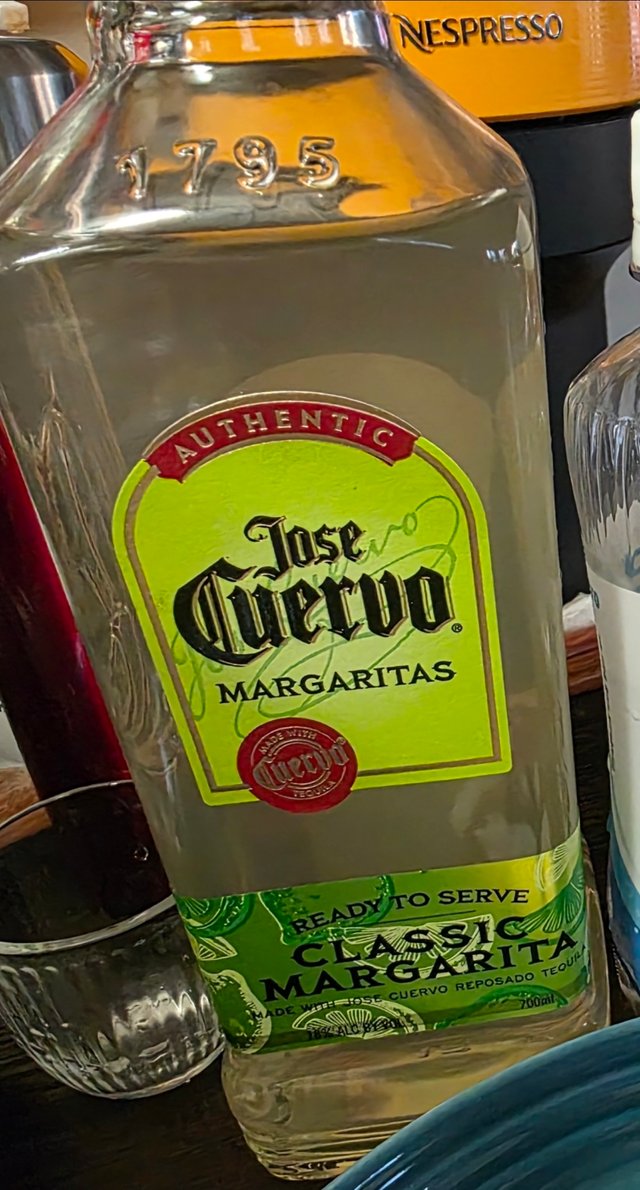 NESPRESSO
1795
AUTHENTIC
Jose
Cuervo®
MARGARITAS
MADE WITH
Cuervo®
TEQUILA
READY TO SERVE
CLASSIC
MARGARITA
MADE WITH JOSE CUERVO REPOSADO TEQUILA
700ml
ALC